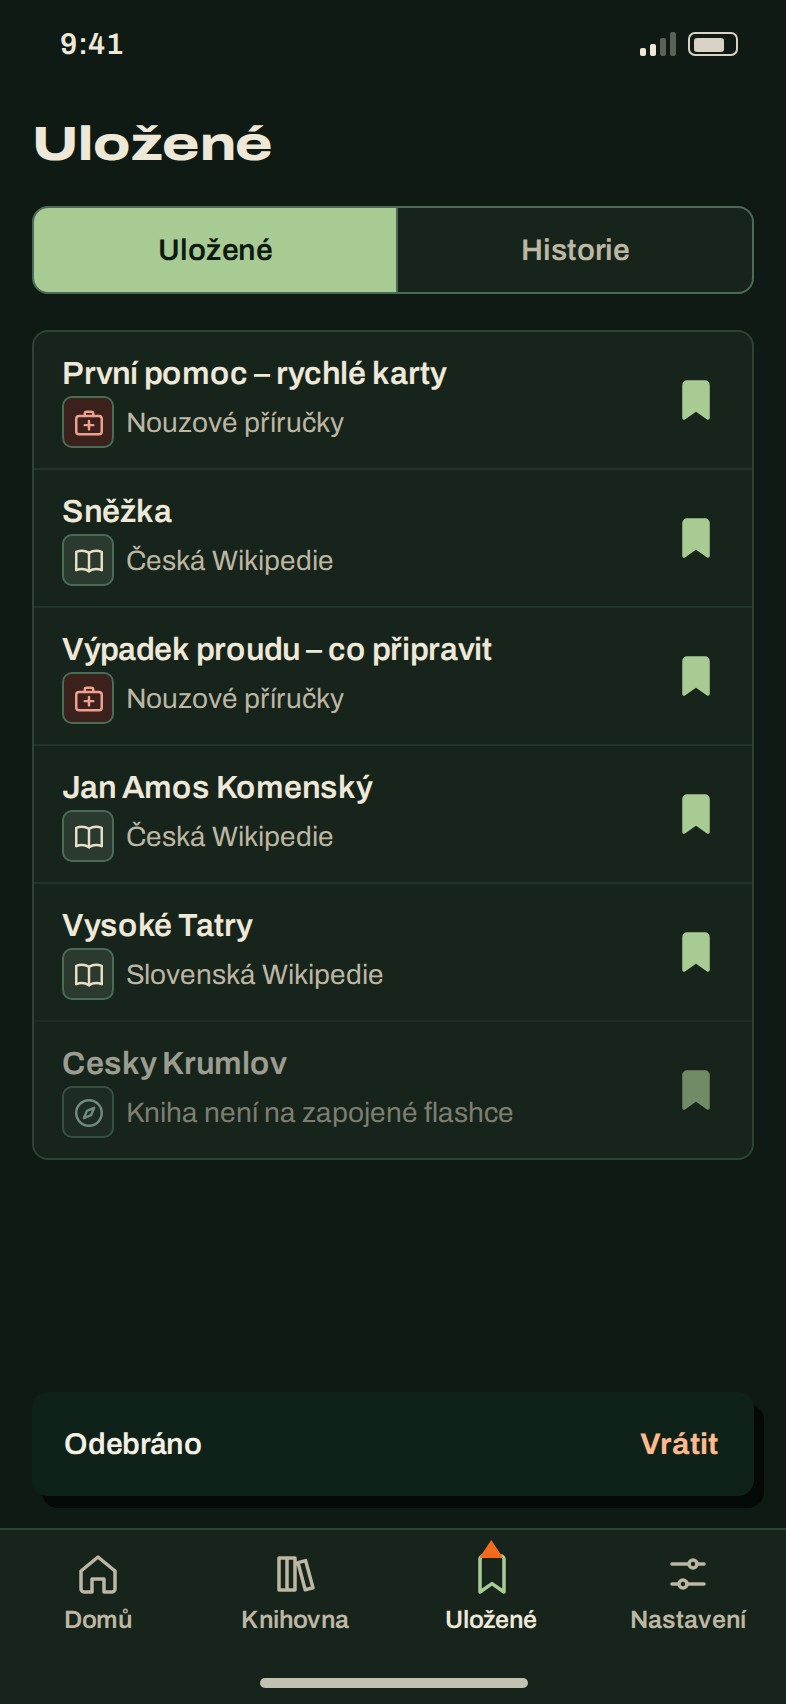 9:41
Uložené
Uložené
Historie
První pomoc – rychlé karty
Nouzové příručky
Sněžka
Česká Wikipedie
Výpadek proudu – co připravit
Nouzové příručky
Jan Amos Komenský
Česká Wikipedie
Vysoké Tatry
Slovenská Wikipedie
Cesky Krumlov
Kniha není na zapojené flashce
Odebráno
Vrátit
Domů
Knihovna
Uložené
Nastavení